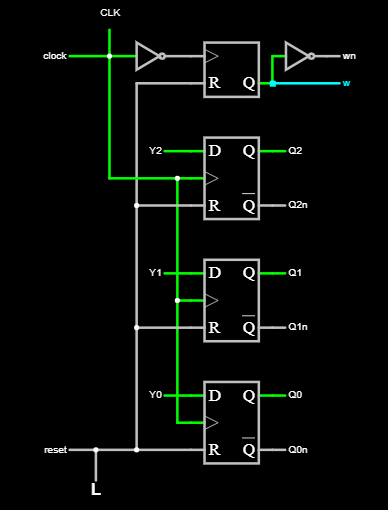 CLK
clock
wn
R Q w
Y2 D Q Q2
R Q Q2n
Y1 D Q Q1
R Q Q1n
Y0 D Q Q0
reset R Q Q0n
L